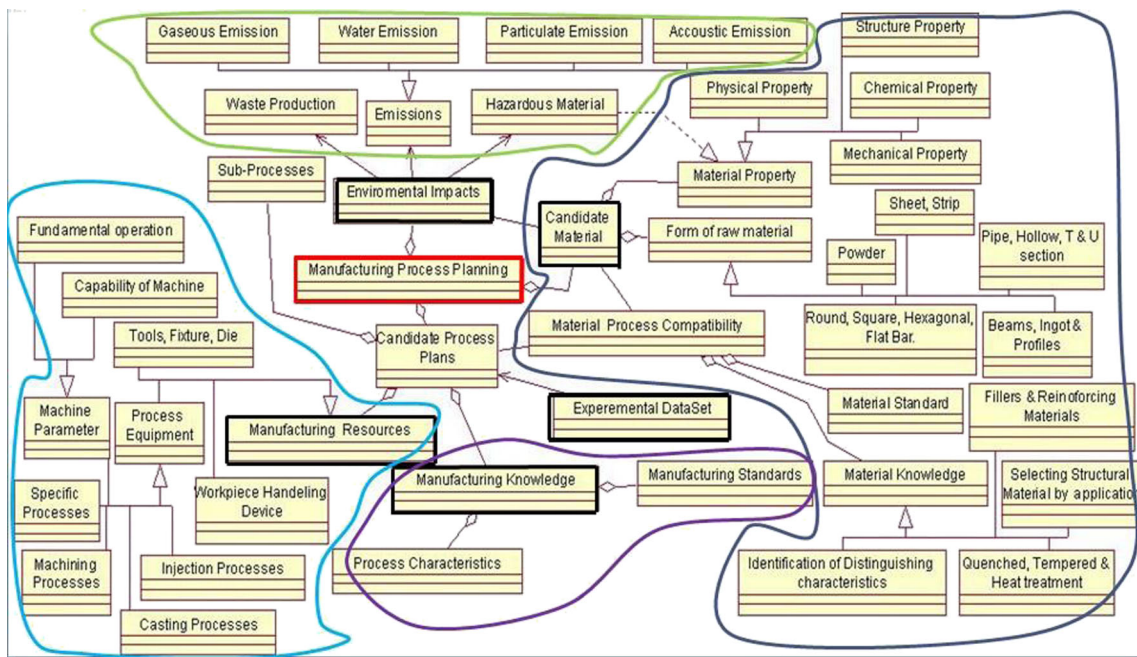 Gaseous Emission
Water Emission
Particulate Emission
Accoustic Emission
Structure Property
Waste Production
Emissions
Hazardous Material
Physical Property
Chemical Property
Mechanical Property
Sub-Processes
Enviromental Impacts
Candidate
Material
Material Property
Sheet, Strip
Fundamental operation
Form of raw material
Powder
Pipe, Hollow, T & U
section
Manufacturing Process Planning
Capability of Machine
Tools, Fixture, Die
Candidate Process
Plans
Material Process Compatibility
Round, Square, Hexagonal,
Flat Bar.
Beams, Ingot &
Profiles
Machine
Parameter
Process
Equipment
Manufacturing Resources
Experemental DataSet
Material Standard
Fillers & Reinforcing
Materials
Specific
Processes
Workpiece Handeling
Device
Manufacturing Knowledge
Manufacturing Standards
Material Knowledge
Selecting Structural
Material by application
Machining
Processes
Injection Processes
Process Characteristics
Identification of Distinguishing
characteristics
Quenched, Tempered &
Heat treatment
Casting Processes